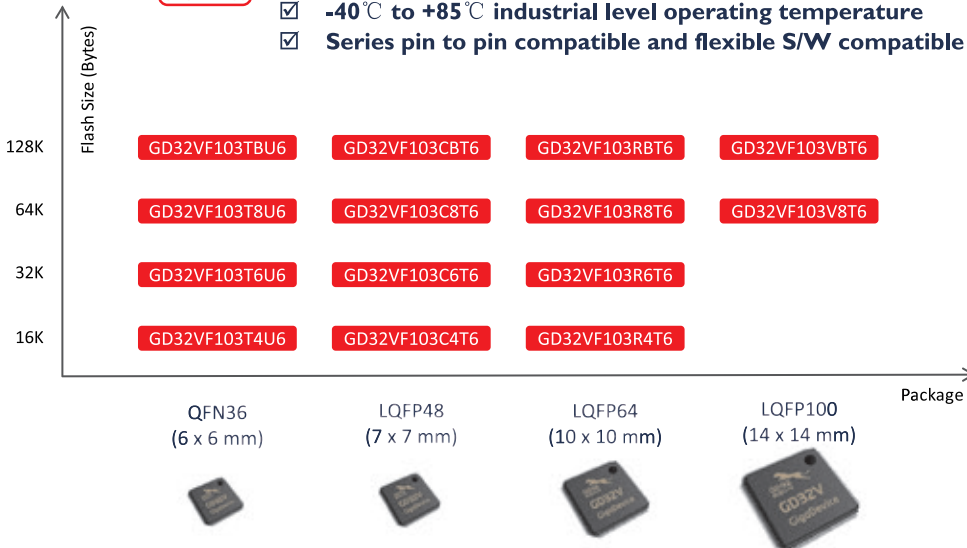 -40℃ to +85℃ industrial level operating temperature
Series pin to pin compatible and flexible S/W compatible
Flash Size (Bytes)
128K GD32VF103TBU6 GD32VF103CBT6 GD32VF103RBT6 GD32VF103VBT6
64K GD32VF103T8U6 GD32VF103C8T6 GD32VF103R8T6 GD32VF103V8T6
32K GD32VF103T6U6 GD32VF103C6T6 GD32VF103R6T6
16K GD32VF103T4U6 GD32VF103C4T6 GD32VF103R4T6
Package
QFN36 LQFP48 LQFP64 LQFP100
(6 x 6 mm) (7 x 7 mm) (10 x 10 mm) (14 x 14 mm)
GD32V GD32V
GigaDevice GigaDevice